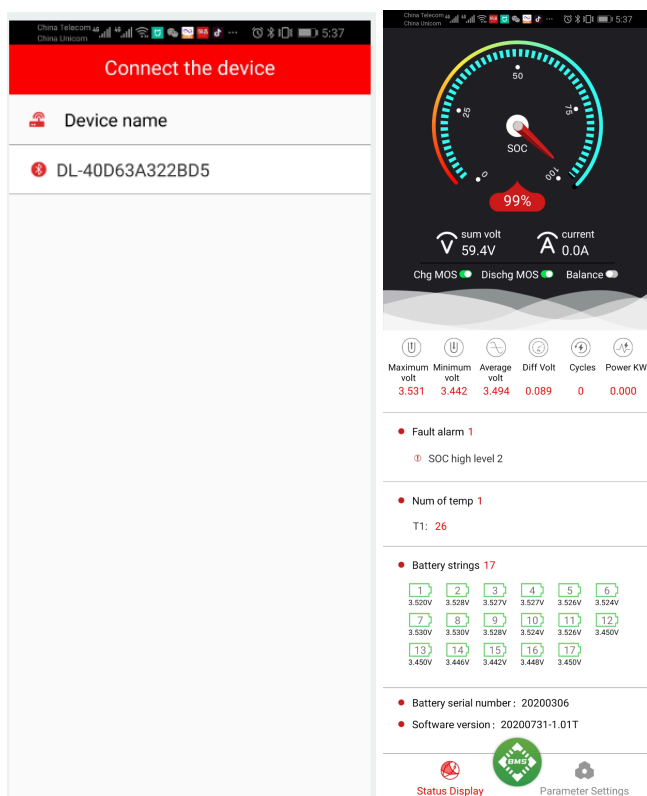 China Telecom 46 46 5:37
China Unicom
Connect the device
Device name
DL-40D63A322BD5
China Telecom 46 46 5:37
China Unicom
50
25
75
0
100
SOC
99%
sum volt
V 59.4V
current
A 0.0A
Chg MOS Dischg MOS Balance
Maximum volt
Minimum volt
Average volt
Diff Volt
Cycles
Power KW
3.531 3.442 3.494 0.089 0 0.000
Fault alarm 1
SOC high level 2
Num of temp 1
T1: 26
Battery strings 17
1 2 3 4 5 6
3.520V 3.528V 3.527V 3.527V 3.526V 3.524V
7 8 9 10 11 12
3.530V 3.530V 3.528V 3.524V 3.526V 3.450V
13 14 15 16 17
3.450V 3.446V 3.442V 3.448V 3.450V
Battery serial number : 20200306
Software version : 20200731-1.01T
BMS
Status Display
Parameter Settings